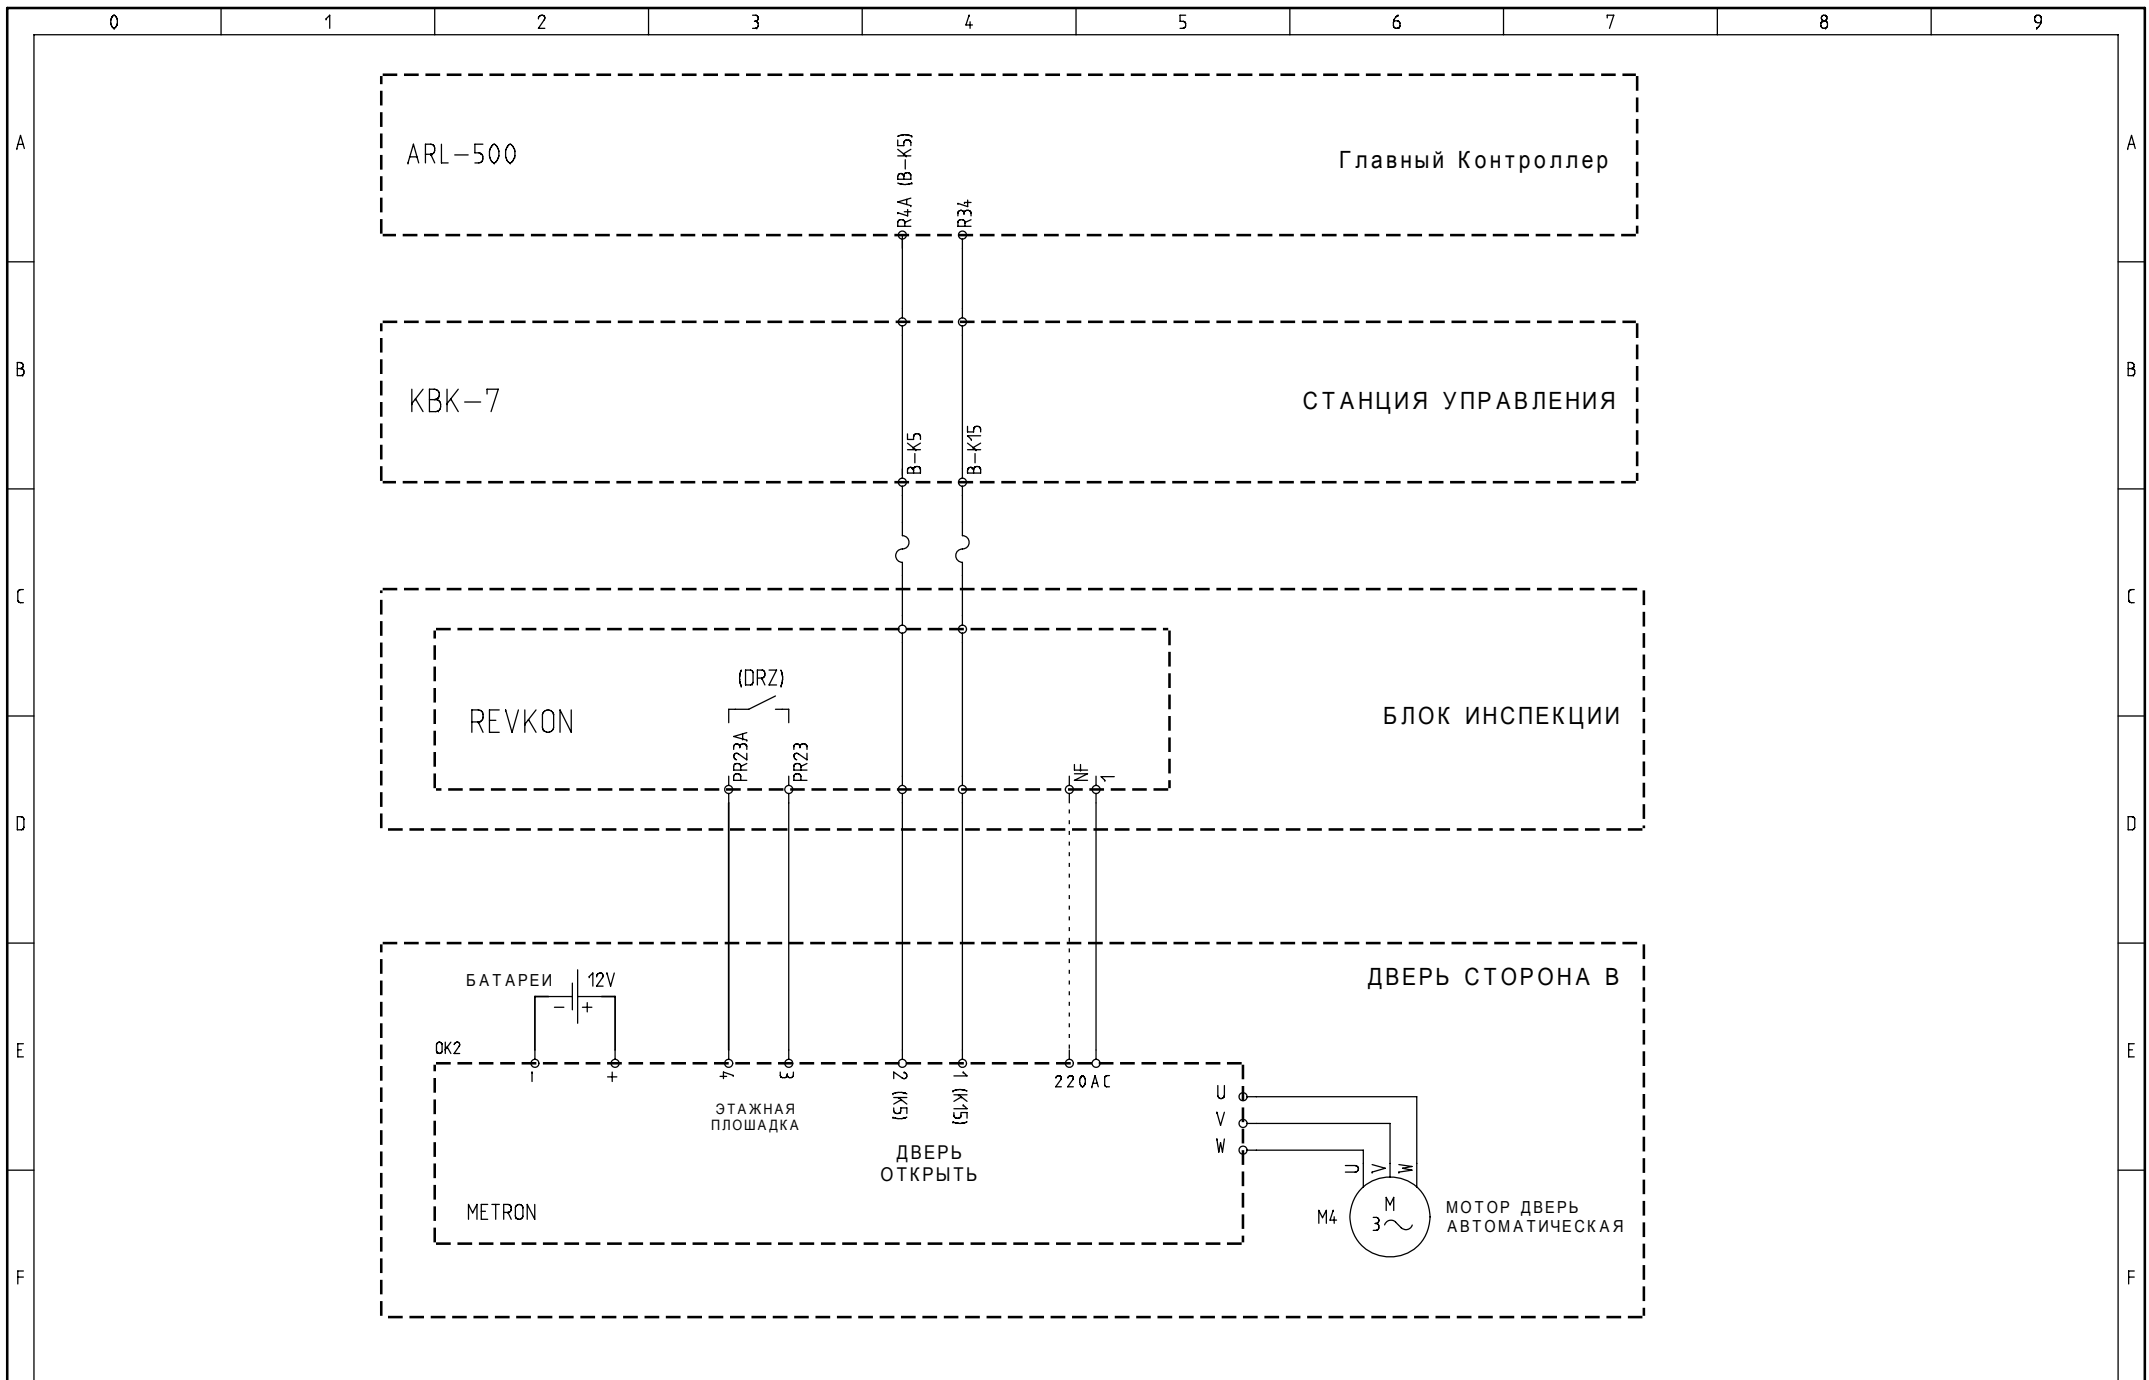 0 1 2 3 4 5 6 7 8 9
A A
ARL-500
R4A (B-K5)
R34
Главный Контроллер
B B
KBK-7
B-K5
B-K15
СТАНЦИЯ УПРАВЛЕНИЯ
C C
(DRZ)
REVKON
PR23A
PR23
NF
1
БЛОК ИНСПЕКЦИИ
D D
ДВЕРЬ СТОРОНА B
БАТАРЕИ
12V
- +
E E
OK2
-
+
4
3
2 (K5)
1 (K15)
220AC
ЭТАЖНАЯ
ПЛОШАДКА
ДВЕРЬ
ОТКРЫТЬ
U
V
W
U V W
METRON
M4
M
3~
МОТОР ДВЕРЬ
АВТОМАТИЧЕСКАЯ
F F